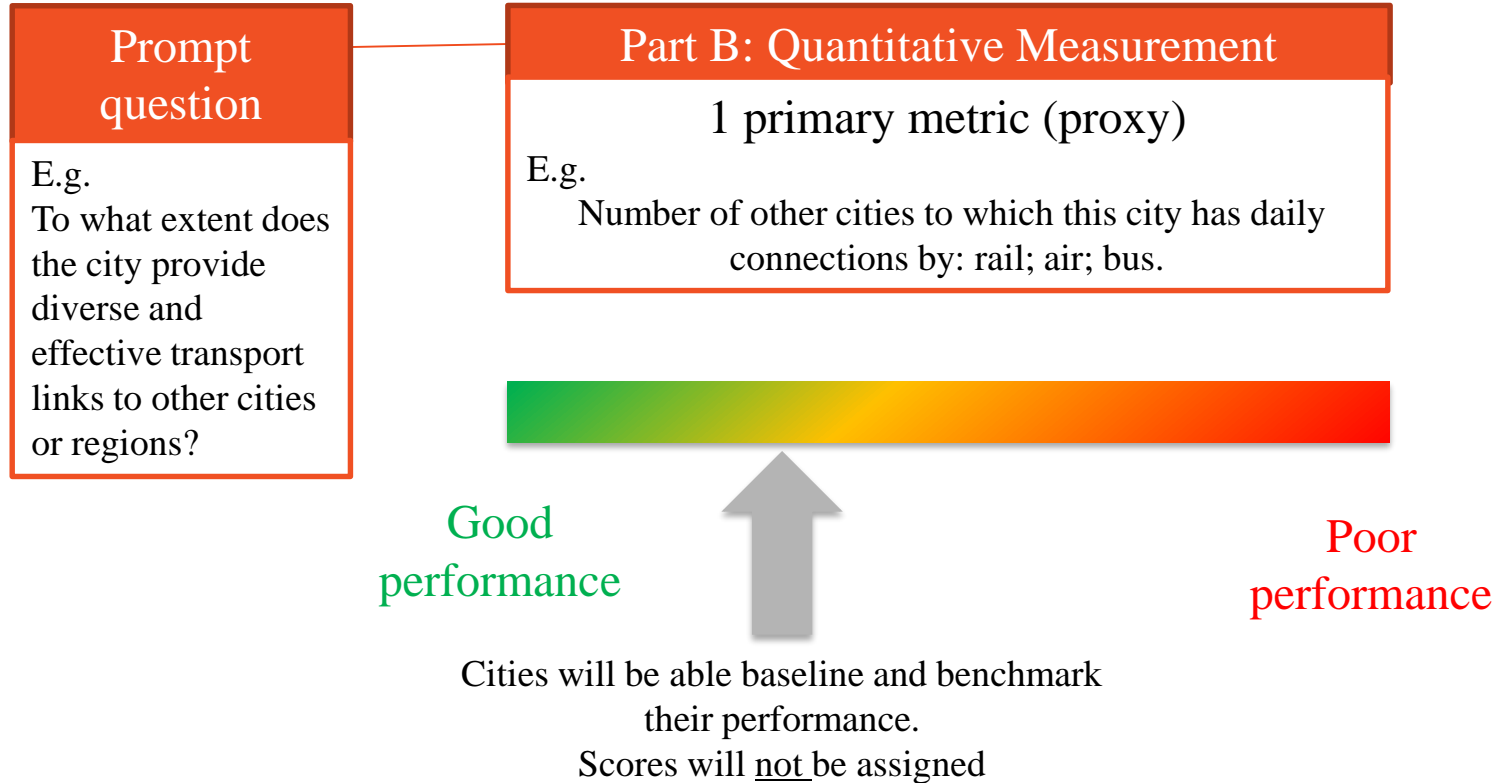 Prompt
question
E.g.
To what extent does
the city provide
diverse and
effective transport
links to other cities
or regions?
Part B: Quantitative Measurement
1 primary metric (proxy)
E.g.
Number of other cities to which this city has daily
connections by: rail; air; bus.
Good
performance
Poor
performance
Cities will be able baseline and benchmark
their performance.
Scores will not be assigned